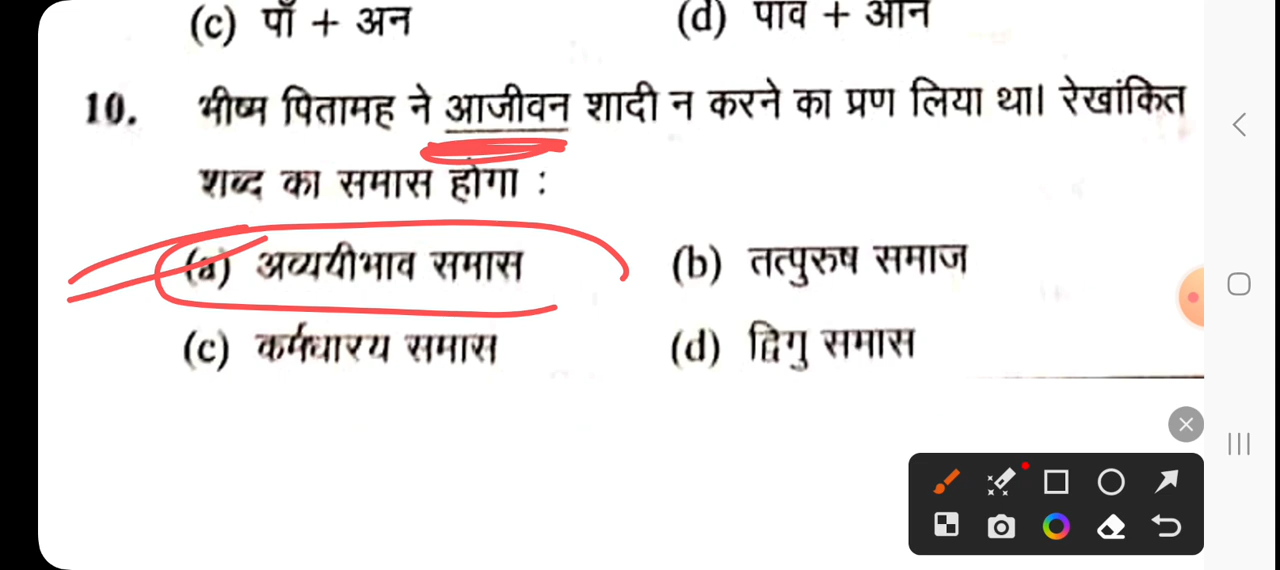 (c) पाँ + अन (d) पाव + आन
10. भीष्म पितामह ने आजीवन शादी न करने का प्रण लिया था। रेखांकित
शब्द का समास होगा :
(a) अव्ययीभाव समास (b) तत्पुरुष समाज
(c) कर्मधारय समास (d) द्विगु समास